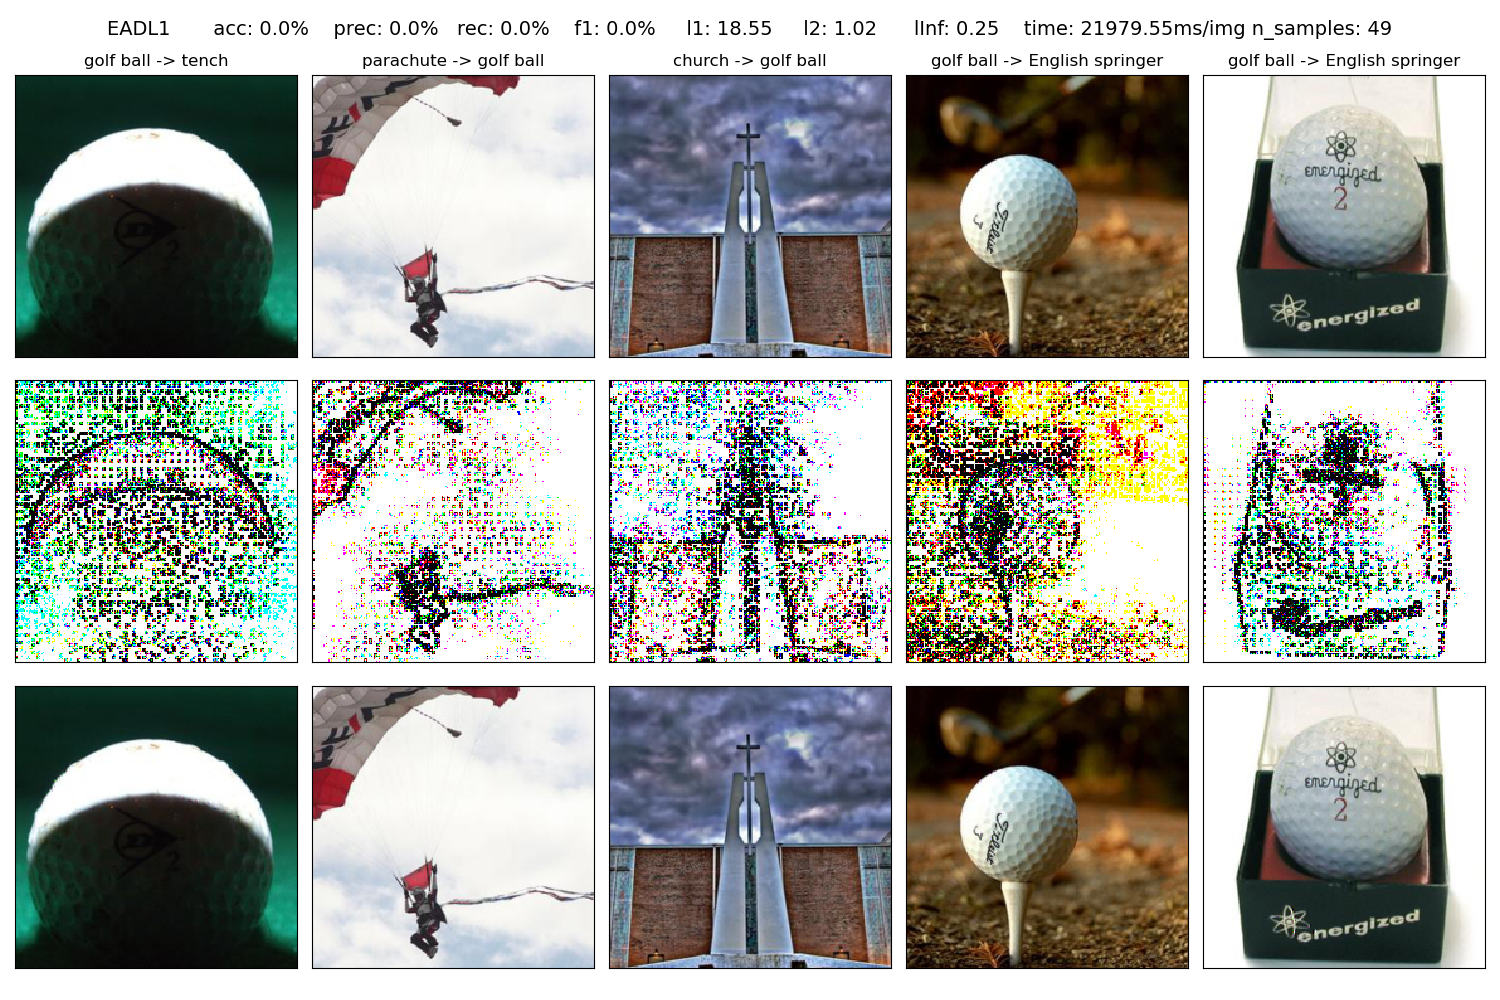 EADL1 acc: 0.0% prec: 0.0% rec: 0.0% f1: 0.0% l1: 18.55 l2: 1.02 lInf: 0.25 time: 21979.55ms/img n_samples: 49
golf ball -> tench
parachute -> golf ball
church -> golf ball
golf ball -> English springer
golf ball -> English springer
2
energized
2
energized
2
energized
2
energized